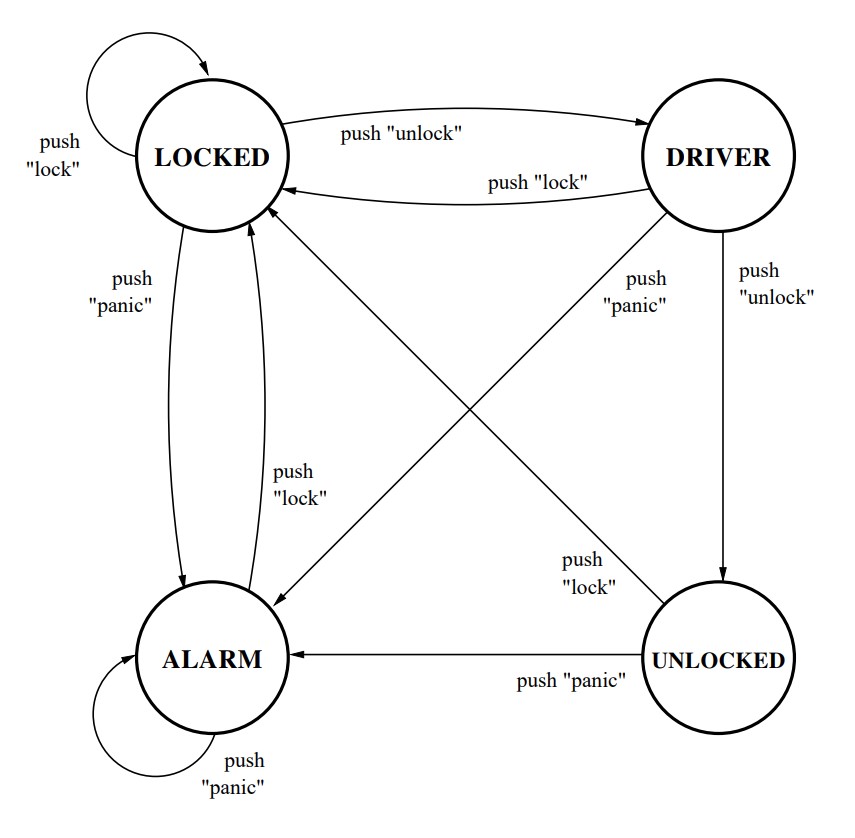 push "unlock"
push
"lock"
LOCKED
DRIVER
push "lock"
push
"panic"
push
"panic"
push
"unlock"
push
"lock"
push
"lock"
ALARM
UNLOCKED
push "panic"
push
"panic"